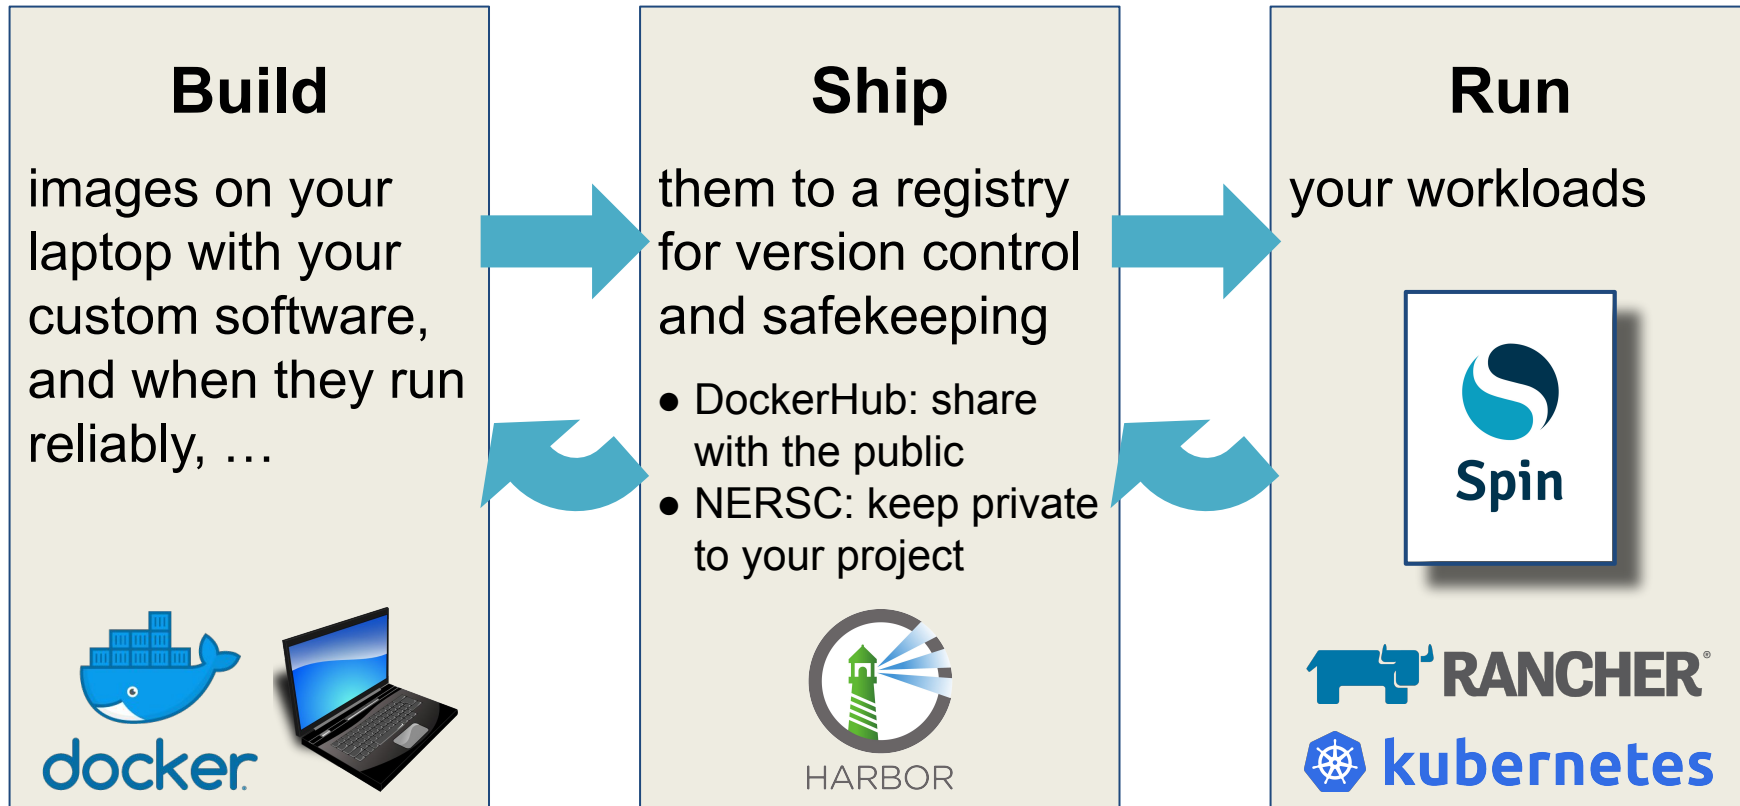 Build
images on your
laptop with your
custom software,
and when they run
reliably, …
docker
Ship
them to a registry
for version control
and safekeeping
● DockerHub: share
with the public
● NERSC: keep private
to your project
HARBOR
Run
your workloads
Spin
RANCHER®
kubernetes